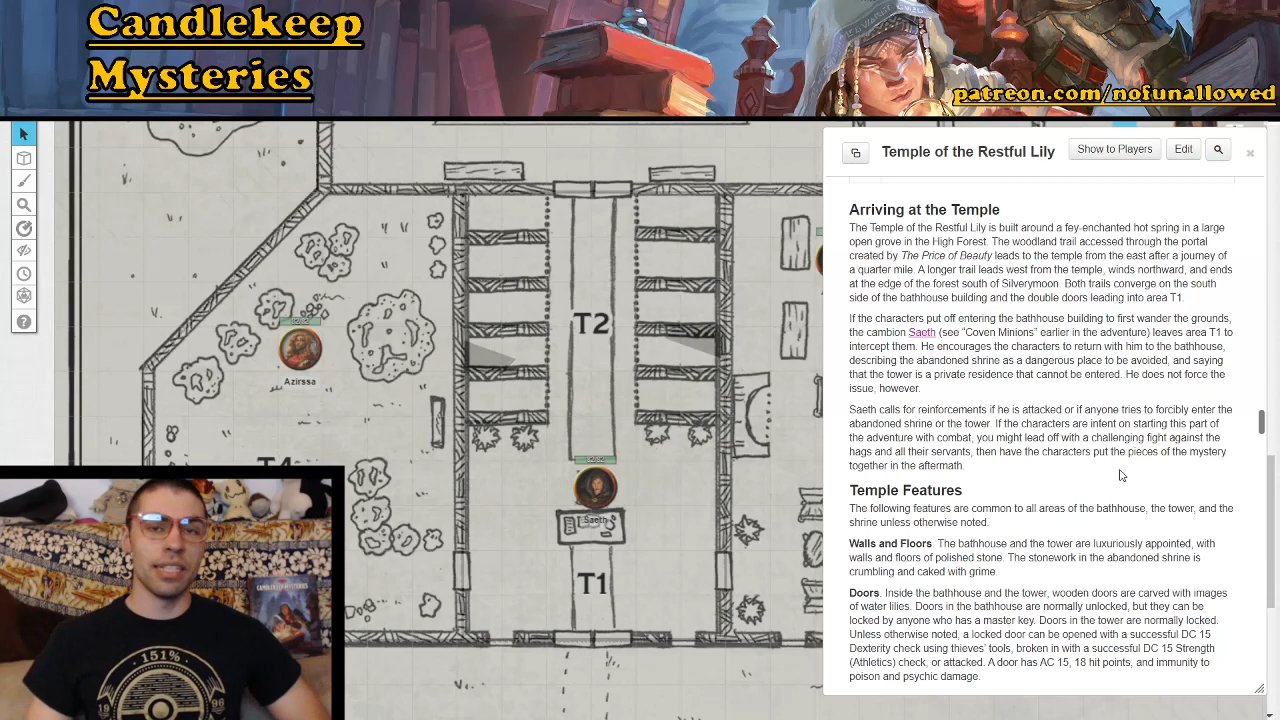 Candlekeep
Mysteries
patreon.com/nofunallowed
Temple of the Restful Lily
Show to Players
Edit
Arriving at the Temple
The Temple of the Restful Lily is built around a fey-enchanted hot spring in a large
open grove in the High Forest. The woodland trail accessed through the portal
created by The Price of Beauty leads to the temple from the east after a journey of
a quarter mile. A longer trail leads west from the temple, winds northward, and ends
at the edge of the forest south of Silverymoon. Both trails converge on the south
side of the bathhouse building and the double doors leading into area T1.
If the characters put off entering the bathhouse building to first wander the grounds,
the cambion Saeth (see "Coven Minions" earlier in the adventure) leaves area T1 to
intercept them. He encourages the characters to return with him to the bathhouse,
describing the abandoned shrine as a dangerous place to be avoided, and saying
that the tower is a private residence that cannot be entered. He does not force the
issue, however.
Saeth calls for reinforcements if he is attacked or if anyone tries to forcibly enter the
abandoned shrine or the tower. If the characters are intent on starting this part of
the adventure with combat, you might lead off with a challenging fight against the
hags and all their servants, then have the characters put the pieces of the mystery
together in the aftermath.
Temple Features
The following features are common to all areas of the bathhouse, the tower, and the
shrine unless otherwise noted.
Walls and Floors. The bathhouse and the tower are luxuriously appointed, with
walls and floors of polished stone. The stonework in the abandoned shrine is
crumbling and caked with grime.
Doors. Inside the bathhouse and the tower, wooden doors are carved with images
of water lilies. Doors in the bathhouse are normally unlocked, but they can be
locked by anyone who has a master key. Doors in the tower are normally locked.
Unless otherwise noted, a locked door can be opened with a successful DC 15
Dexterity check using thieves' tools, broken in with a successful DC 15 Strength
(Athletics) check, or attacked. A door has AC 15, 18 hit points, and immunity to
poison and psychic damage.
T2
82/82
Azirssa
82/82
Saeth
T1
151%
19
96
CANDLEKEEP
MYSTERIES